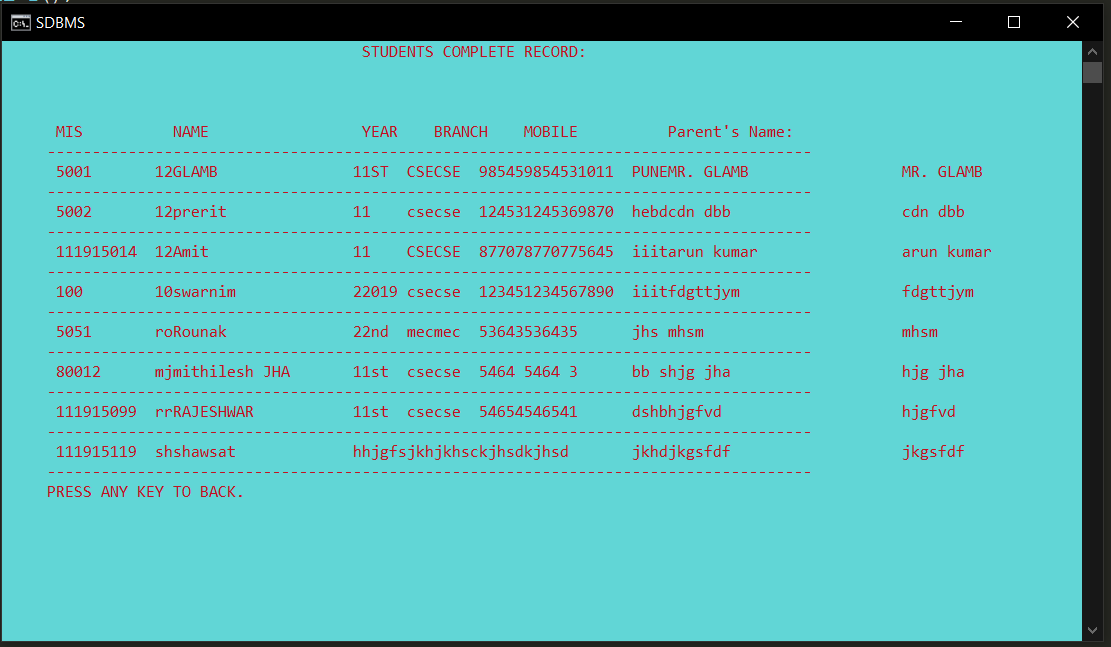 SDBMS
STUDENTS COMPLETE RECORD:
MIS NAME YEAR BRANCH MOBILE Parent's Name:
-------------------------------------------------------------------------------------
5001 12GLAMB 11ST CSECSE 985459854531011 PUNEMR. GLAMB MR. GLAMB
-------------------------------------------------------------------------------------
5002 12prerit 11 csecse 124531245369870 hebdcdn dbb cdn dbb
-------------------------------------------------------------------------------------
111915014 12Amit 11 CSECSE 877078770775645 iiitarun kumar arun kumar
-------------------------------------------------------------------------------------
100 10swarnim 22019 csecse 123451234567890 iiitfdgttjym fdgttjym
-------------------------------------------------------------------------------------
5051 roRounak 22nd mecmec 53643536435 jhs mhsm mhsm
-------------------------------------------------------------------------------------
80012 mjmithilesh JHA 11st csecse 5464 5464 3 bb shjg jha hjg jha
-------------------------------------------------------------------------------------
111915099 rrRAJESHWAR 11st csecse 54654546541 dshbhjgfvd hjgfvd
-------------------------------------------------------------------------------------
111915119 shshawsat hhjgfsjkhjkhsckjhsdkjhsd jkhdjkgsfdf jkgsfdf
-------------------------------------------------------------------------------------
PRESS ANY KEY TO BACK.